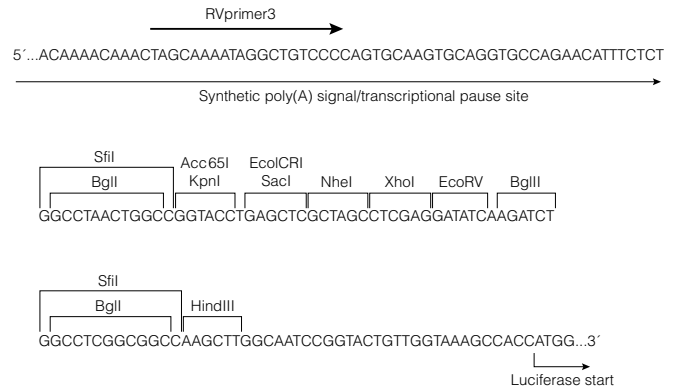 RVprimer3
5´...ACAAAACAAACTAGCAAAATAGGCTGTCCCCAGTGCAAGTGCAGGTGCCAGAACATTTCTCT
Synthetic poly(A) signal/transcriptional pause site
SfiI
Acc65I EcoICRI
BglI KpnI SacI NheI XhoI EcoRV BglII
GGCCTAACTGGCCGGTACCTGAGCTCGCTAGCCTCGAGGATATCAAGATCT
SfiI
BglI HindIII
GGCCTCGGCGGCCAAGCTTGGCAATCCGGTACTGTTGGTAAAGCCACCATGG...3´
Luciferase start